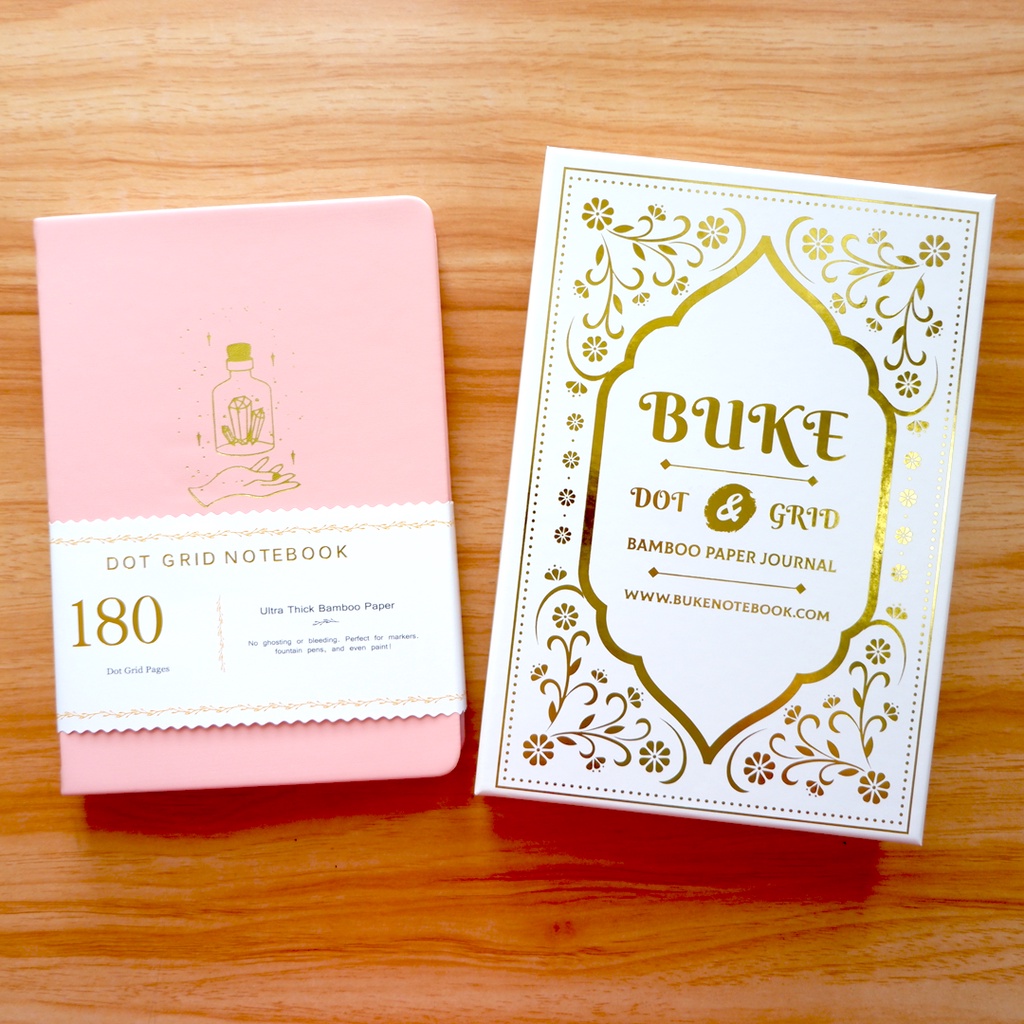 DOT GRID NOTEBOOK
180
Dot Grid Pages
Ultra Thick Bamboo Paper
No ghosting or bleeding. Perfect for markers,
fountain pens, and even paint!
BUKE
DOT & GRID
BAMBOO PAPER JOURNAL
WWW.BUKENOTEBOOK.COM